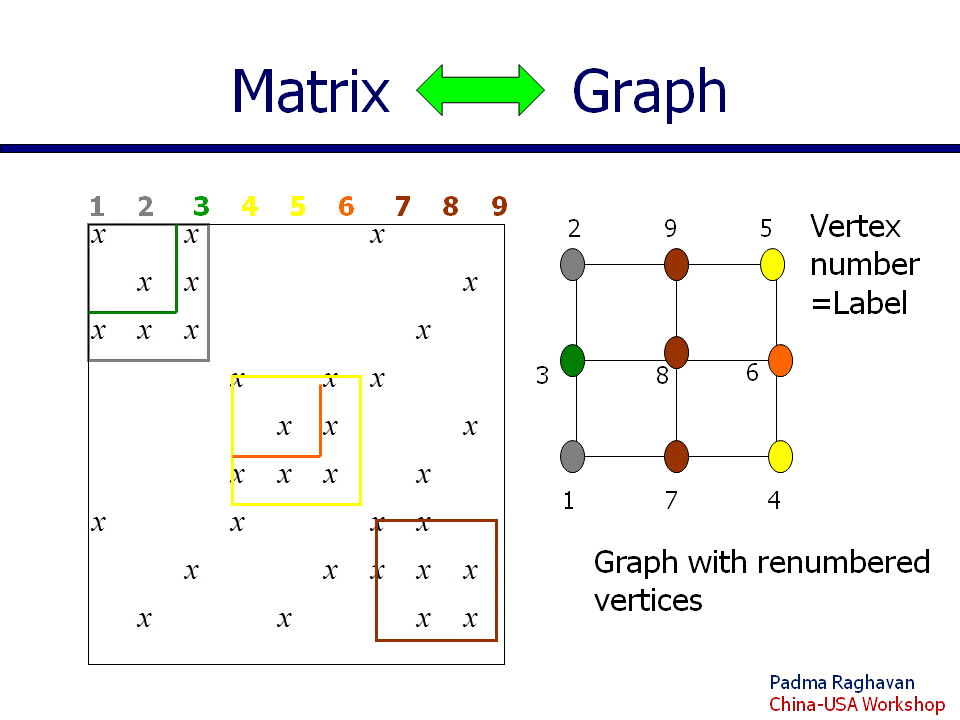 Matrix Graph
1 2 3 4 5 6 7 8 9
x x x
x x x
x x x x
x x x
x x x
x x x x
x x x x
x x x x x
x x x x
2 9 5
3 8 6
1 7 4
Vertex
number
=Label
Graph with renumbered
vertices
Padma Raghavan
China-USA Workshop